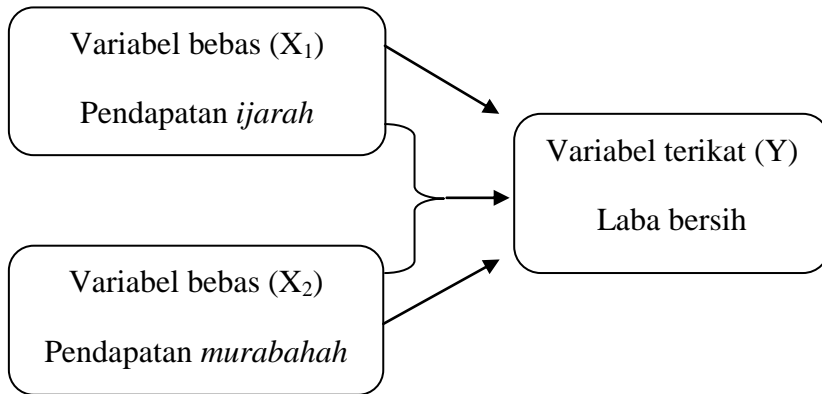 Variabel bebas (X₁)
Pendapatan ijarah
Variabel terikat (Y)
Laba bersih
Variabel bebas (X₂)
Pendapatan murabahah